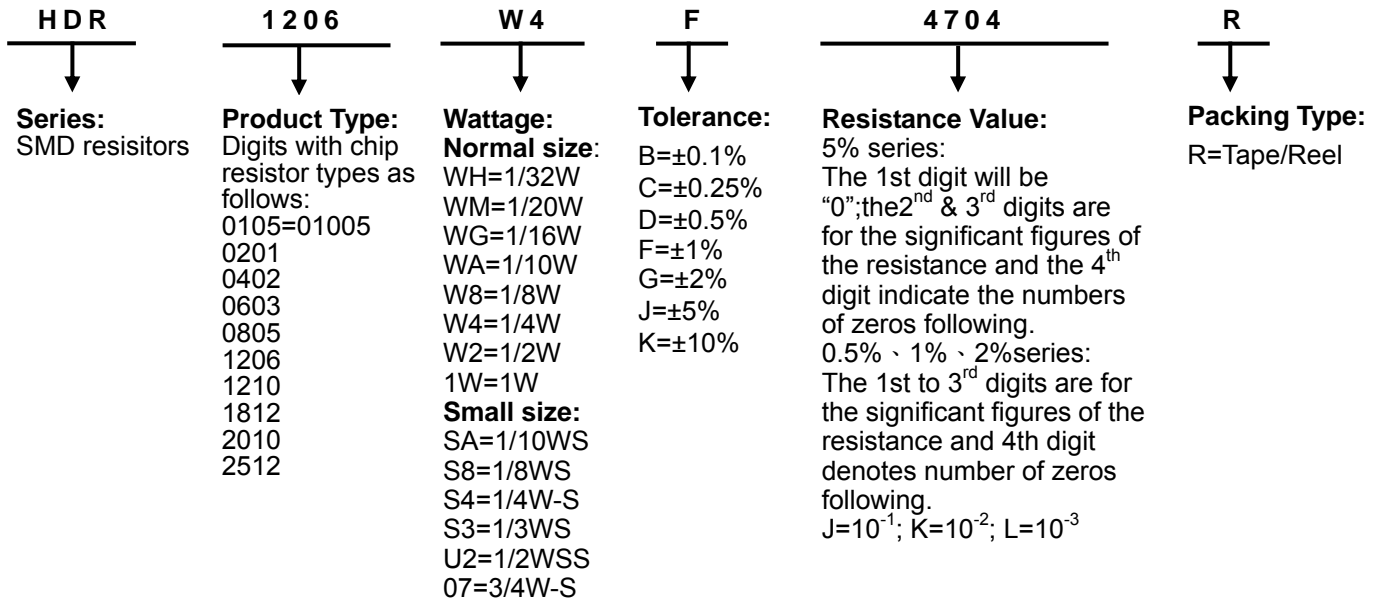 HDR
1206
W4
F
4704
R
Series:
SMD resisitors
Product Type:
Digits with chip
resistor types as
follows:
0105=01005
0201
0402
0603
0805
1206
1210
1812
2010
2512
Wattage:
Normal size:
WH=1/32W
WM=1/20W
WG=1/16W
WA=1/10W
W8=1/8W
W4=1/4W
W2=1/2W
1W=1W
Small size:
SA=1/10WS
S8=1/8WS
S4=1/4W-S
S3=1/3WS
U2=1/2WSS
07=3/4W-S
Tolerance:
B=±0.1%
C=±0.25%
D=±0.5%
F=±1%
G=±2%
J=±5%
K=±10%
Resistance Value:
5% series:
The 1st digit will be
“0”;the2nd & 3rd digits are
for the significant figures of
the resistance and the 4th
digit indicate the numbers
of zeros following.
0.5%、1%、2%series:
The 1st to 3rd digits are for
the significant figures of the
resistance and 4th digit
denotes number of zeros
following.
J=10-1; K=10-2; L=10-3
Packing Type:
R=Tape/Reel